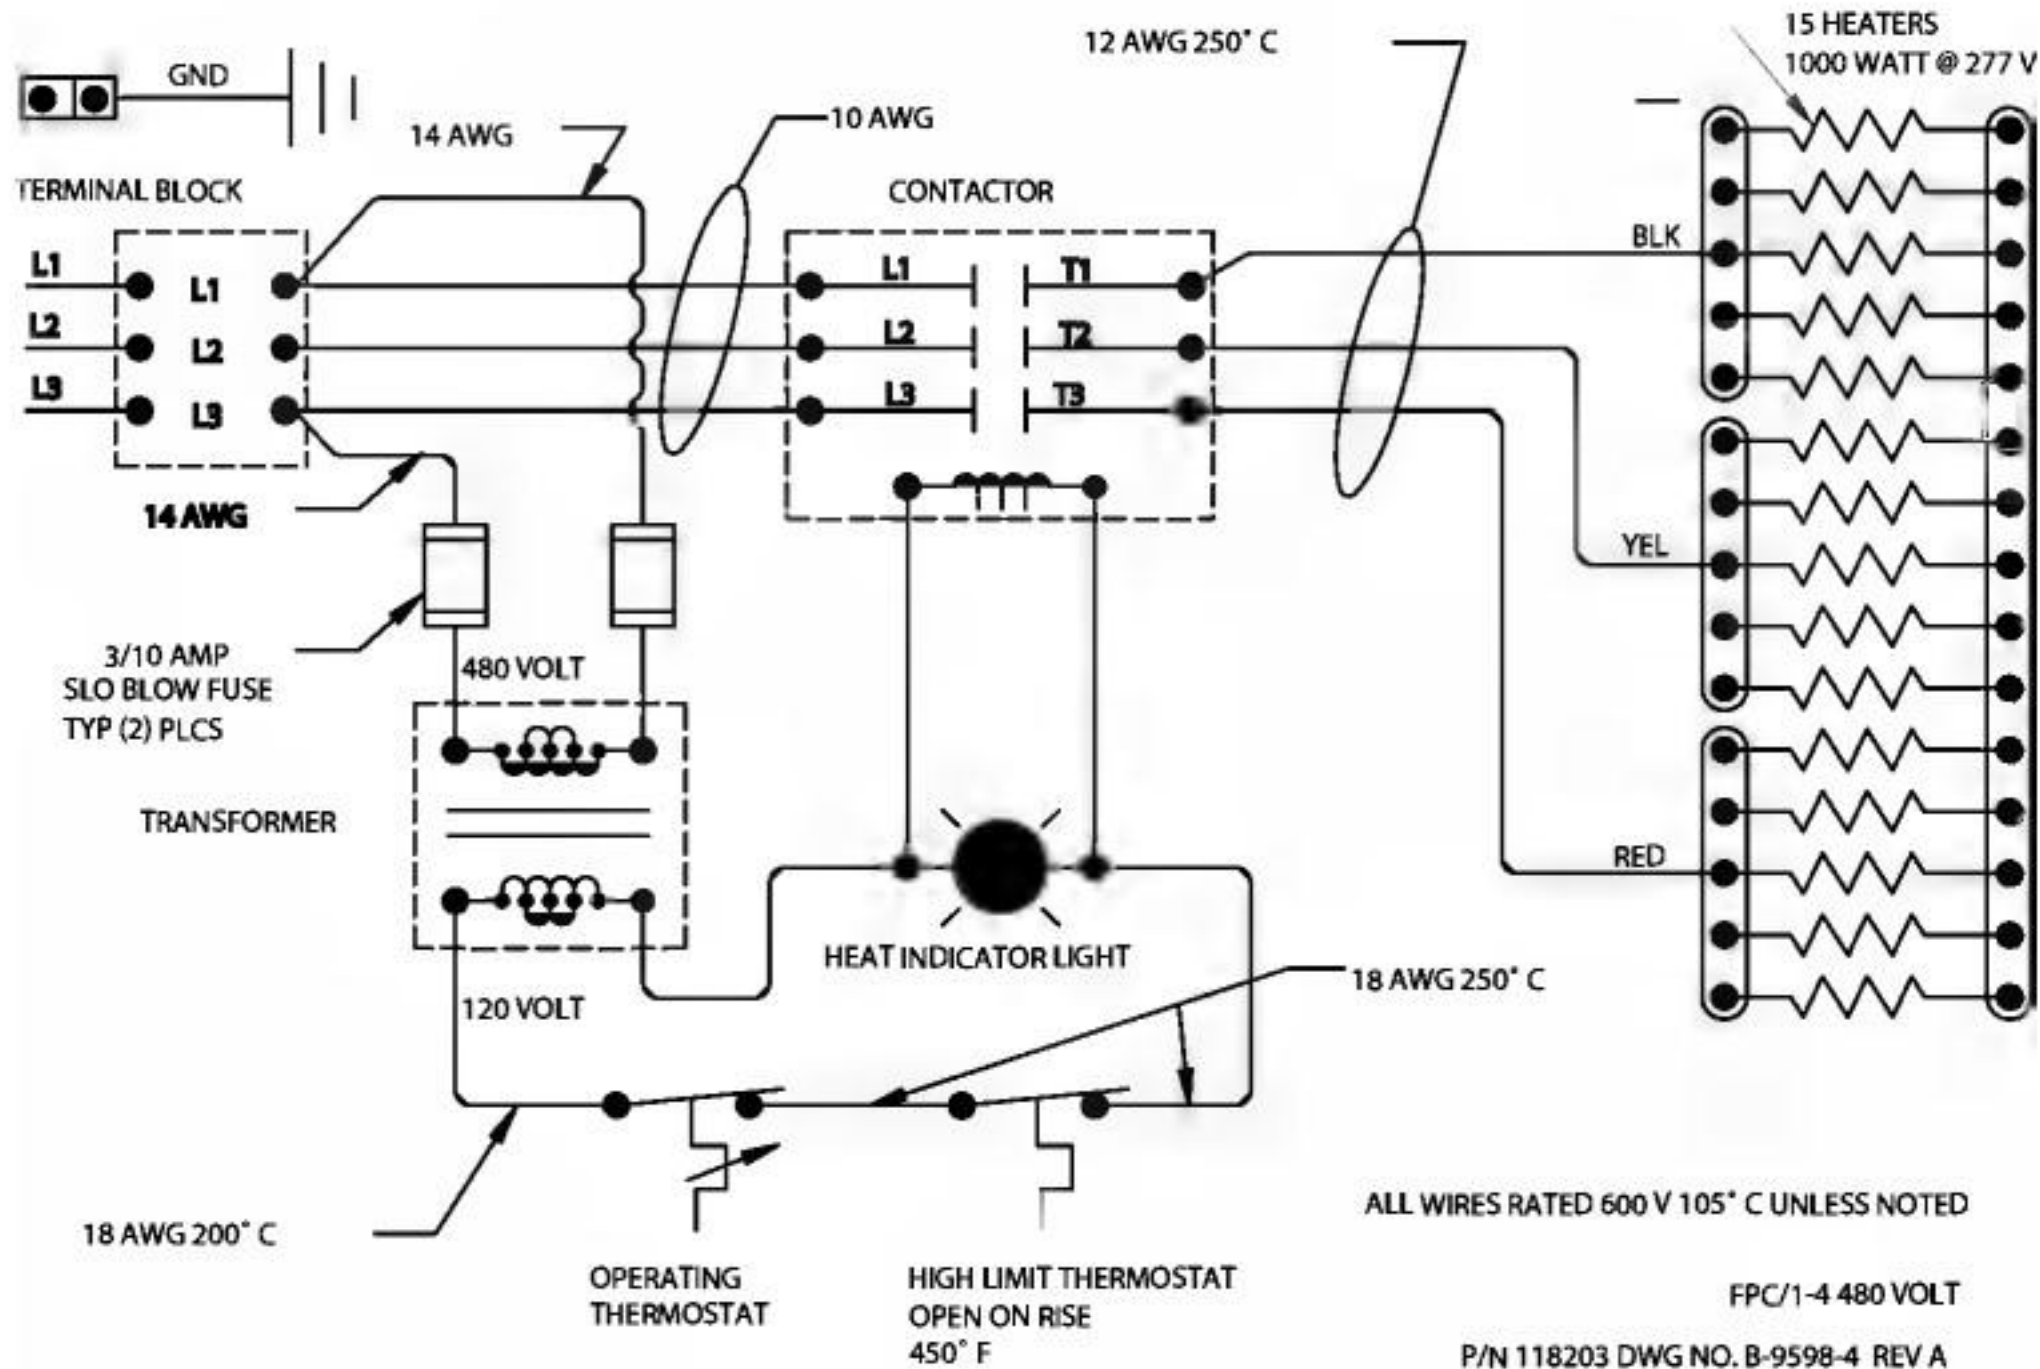 15 HEATERS
1000 WATT @ 277 V
12 AWG 250° C
GND
14 AWG
10 AWG
TERMINAL BLOCK
CONTACTOR
BLK
L1
L1
L1
T1
L2
L2
L2
T2
L3
L3
L3
T3
14 AWG
YEL
3/10 AMP
SLO BLOW FUSE
TYP (2) PLCS
480 VOLT
TRANSFORMER
RED
HEAT INDICATOR LIGHT
18 AWG 250° C
120 VOLT
18 AWG 200° C
OPERATING
THERMOSTAT
HIGH LIMIT THERMOSTAT
OPEN ON RISE
450° F
ALL WIRES RATED 600 V 105° C UNLESS NOTED
FPC/1-4 480 VOLT
P/N 118203 DWG NO. B-9598-4 REV A